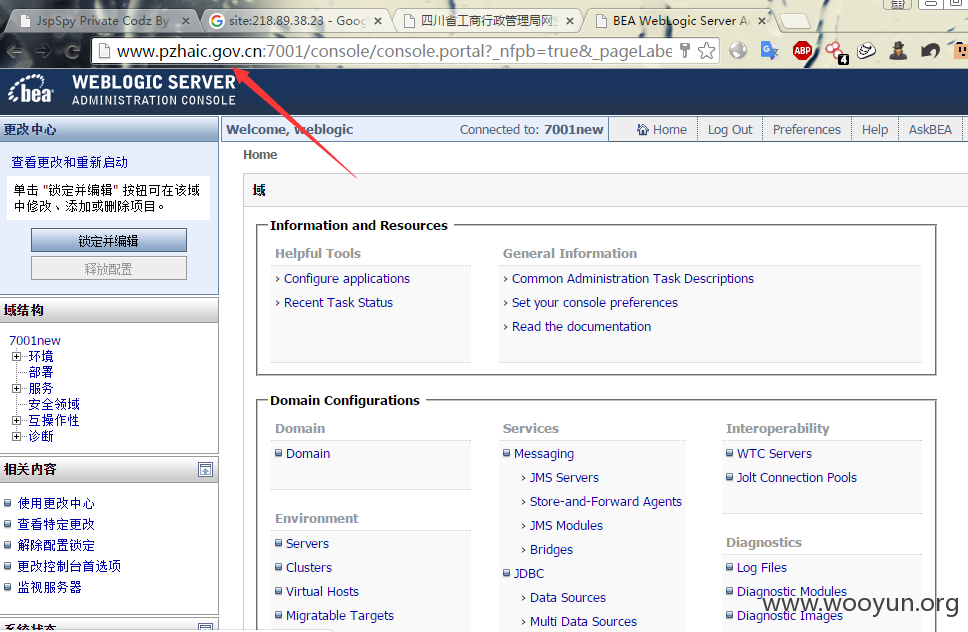 JspSpy Private Codz By
site:218.89.38.23 - Goog
四川省工商行政管理局网
BEA WebLogic Server A
www.pzhaic.gov.cn:7001/console/console.portal?_nfpb=true&_pageLabe
ABP
4
bea
WEBLOGIC SERVER
ADMINISTRATION CONSOLE
更改中心
查看更改和重新启动
单击 "锁定并编辑" 按钮可在该域
中修改、添加或删除项目。
锁定并编辑
释放配置
域结构
7001new
环境
部署
服务
安全领域
互操作性
诊断
相关内容
使用更改中心
查看特定更改
解除配置锁定
更改控制台首选项
监视服务器
系统状态
Welcome, weblogic
Connected to: 7001new
Home
Log Out
Preferences
Help
AskBEA
Home
域
Information and Resources
Helpful Tools
Configure applications
Recent Task Status
General Information
Common Administration Task Descriptions
Set your console preferences
Read the documentation
Domain Configurations
Domain
Domain
Environment
Servers
Clusters
Virtual Hosts
Migratable Targets
Services
Messaging
JMS Servers
Store-and-Forward Agents
JMS Modules
Bridges
JDBC
Data Sources
Multi Data Sources
Interoperability
WTC Servers
Jolt Connection Pools
Diagnostics
Log Files
Diagnostic Modules
Diagnostic Images
www.wooyun.org